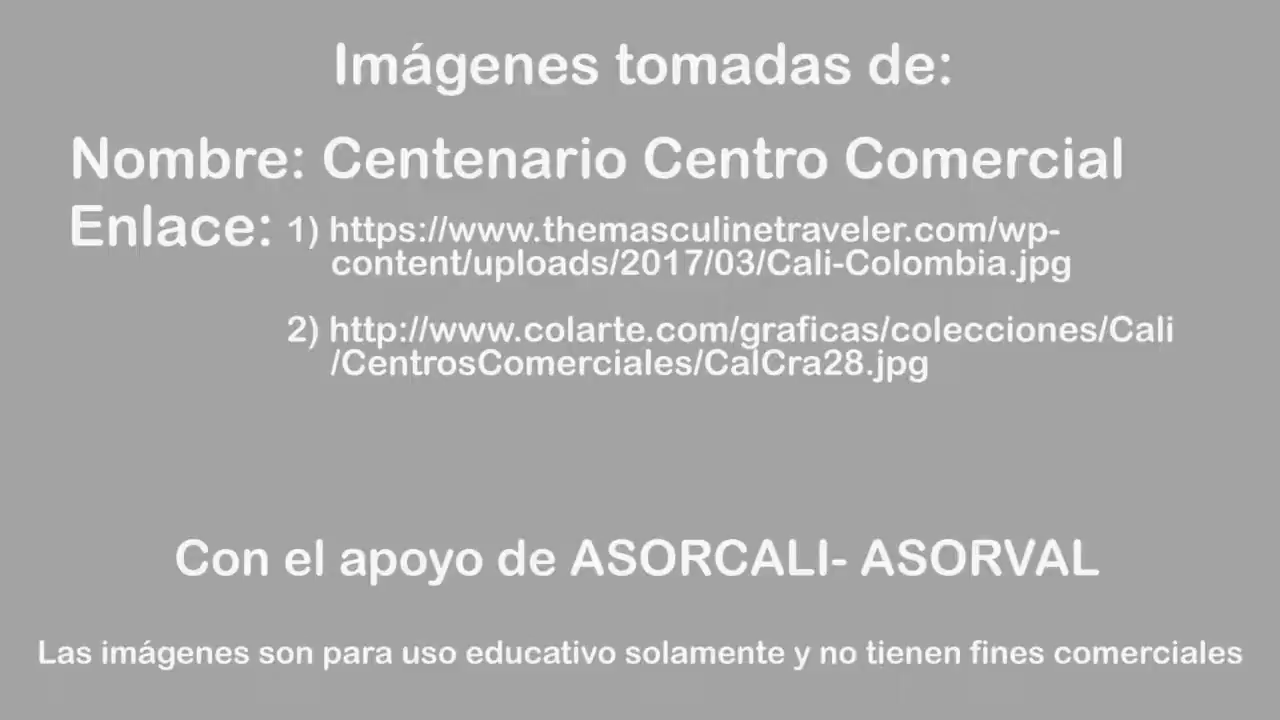 Imágenes tomadas de:
Nombre: Centenario Centro Comercial
Enlace: 1) https://www.themasculinetraveler.com/wp-
content/uploads/2017/03/Cali-Colombia.jpg
2) http://www.colarte.com/graficas/colecciones/Cali
/CentrosComerciales/CalCra28.jpg
Con el apoyo de ASORCALI- ASORVAL
Las imágenes son para uso educativo solamente y no tienen fines comerciales